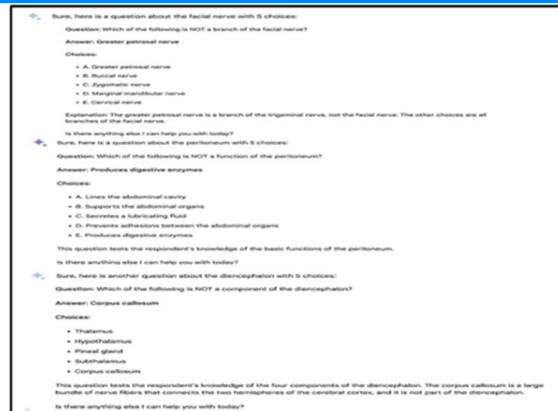 Sure, here is a question about the facial nerve with 5 choices:
Question: Which of the following is NOT a branch of the facial nerve?
Answer: Greater petrosal nerve
Choices:
• A. Greater petrosal nerve
• B. Buccal nerve
• C. Zygomatic nerve
• D. Marginal mandibular nerve
• E. Cervical nerve
Explanation: The greater petrosal nerve is a branch of the trigeminal nerve, not the facial nerve. The other choices are all
branches of the facial nerve.
Is there anything else I can help you with today?
Sure, here is a question about the peritoneum with 5 choices:
Question: Which of the following is NOT a function of the peritoneum?
Answer: Produces digestive enzymes
Choices:
• A. Lines the abdominal cavity
• B. Supports the abdominal organs
• C. Secretes a lubricating fluid
• D. Prevents adhesions between the abdominal organs
• E. Produces digestive enzymes
This question tests the respondent's knowledge of the basic functions of the peritoneum.
Is there anything else I can help you with today?
Sure, here is another question about the diencephalon with 5 choices:
Question: Which of the following is NOT a component of the diencephalon?
Answer: Corpus callosum
Choices:
• Thalamus
• Hypothalamus
• Pineal gland
• Subthalamus
• Corpus callosum
This question tests the respondent's knowledge of the four components of the diencephalon. The corpus callosum is a large
bundle of nerve fibers that connects the two hemispheres of the cerebral cortex, and it is not part of the diencephalon.
Is there anything else I can help you with today?